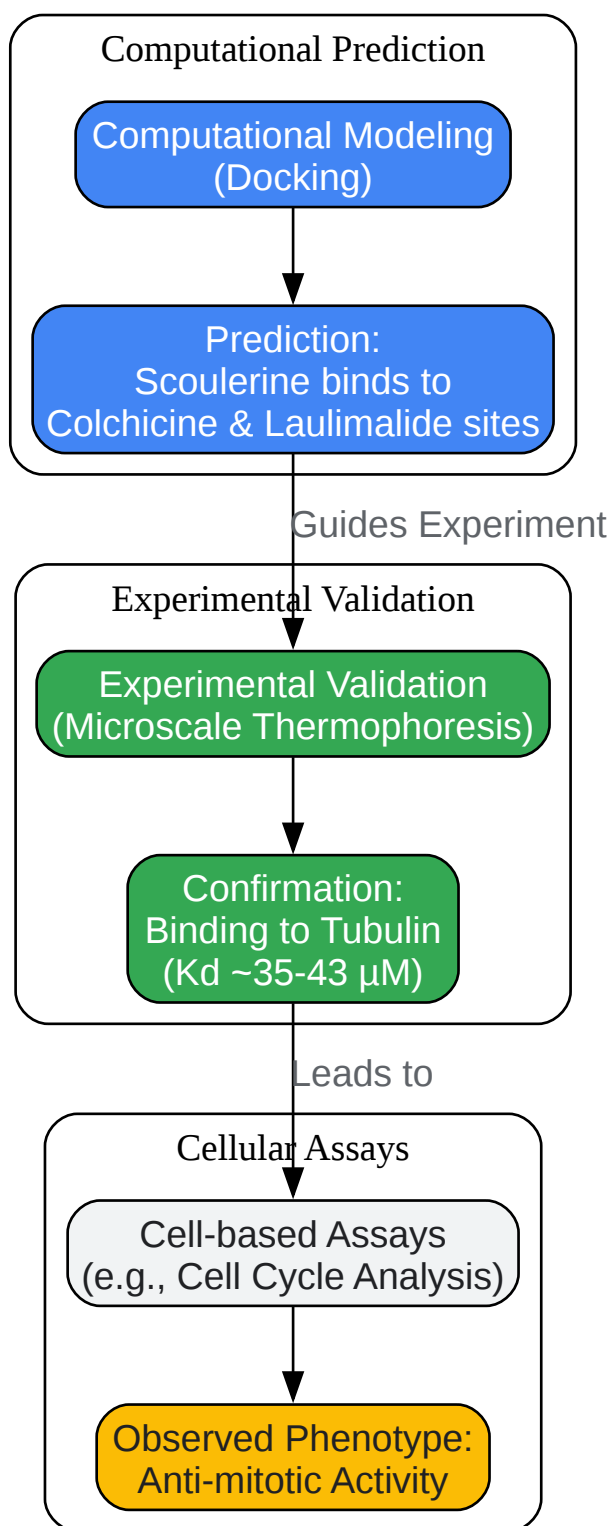 Computational Prediction
Computational Modeling
(Docking)
Prediction:
Scoulerine binds to
Colchicine & Laulimalide sites
Guides Experiment
Experimental Validation
Experimental Validation
(Microscale Thermophoresis)
Confirmation:
Binding to Tubulin
(Kd ~35-43 µM)
Leads to
Cellular Assays
Cell-based Assays
(e.g., Cell Cycle Analysis)
Observed Phenotype:
Anti-mitotic Activity